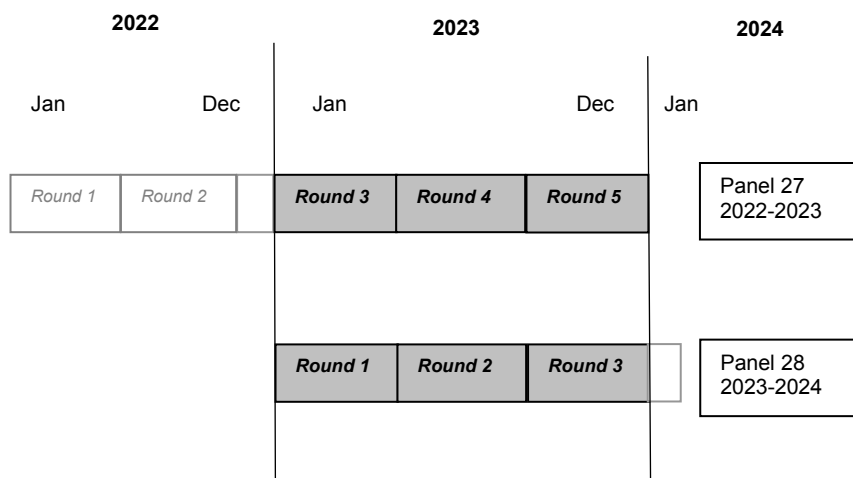 2022 2023 2024
Jan Dec Jan Dec Jan
Round 1 Round 2 Round 3 Round 4 Round 5
Panel 27
2022-2023
Round 1 Round 2 Round 3
Panel 28
2023-2024